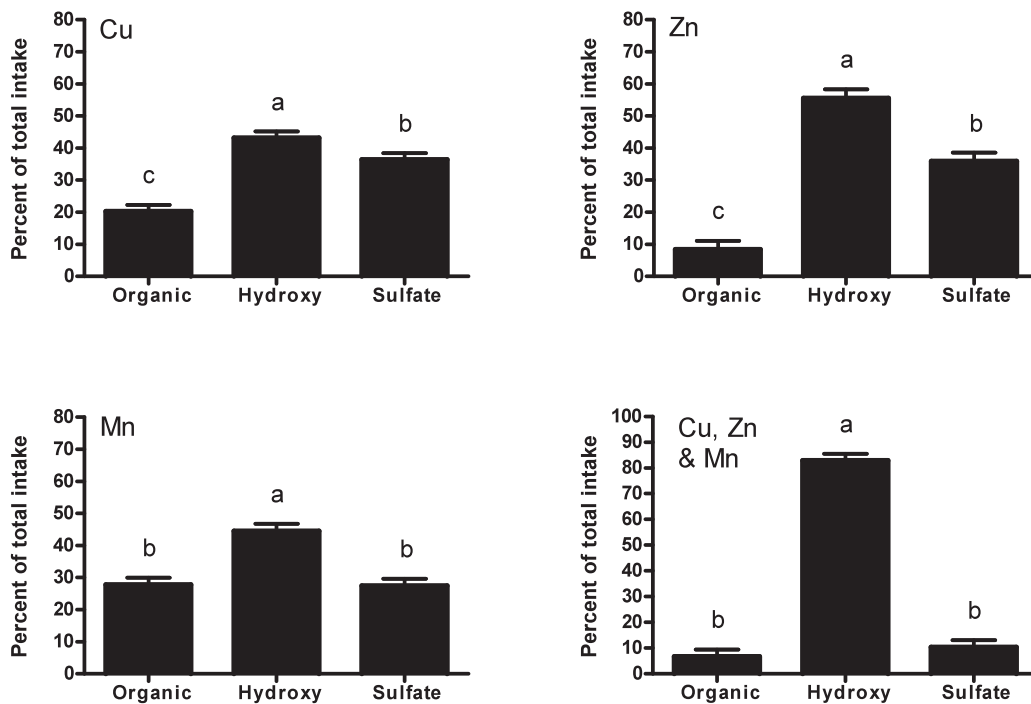 Cu
Percent of total intake
80
70
60
50
40
30
20
10
0
c
a
b
Organic Hydroxy Sulfate
Zn
Percent of total intake
80
70
60
50
40
30
20
10
0
c
a
b
Organic Hydroxy Sulfate
Mn
Percent of total intake
80
70
60
50
40
30
20
10
0
b
a
b
Organic Hydroxy Sulfate
Cu, Zn
& Mn
Percent of total intake
100
90
80
70
60
50
40
30
20
10
0
b
a
b
Organic Hydroxy Sulfate